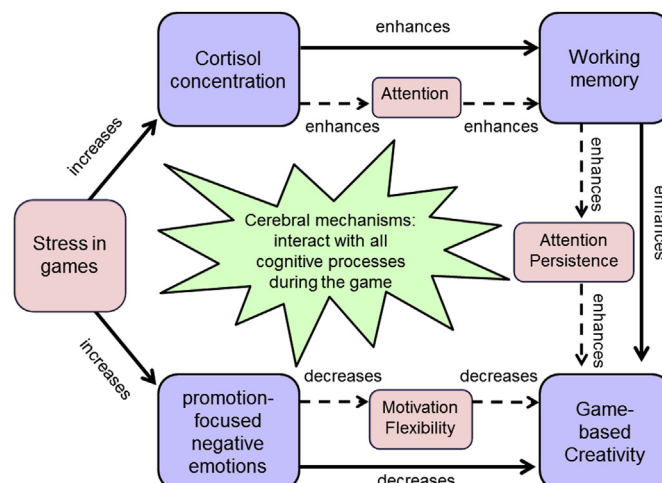 enhances
Cortisol
concentration
Working
memory
Attention
enhances
enhances
increases
enhances
enhances
Cerebral mechanisms:
interact with all
cognitive processes
during the game
Stress in
games
Attention
Persistence
enhances
increases
decreases
decreases
promotion-
focused
negative
emotions
Motivation
Flexibility
Game-
based
Creativity
decreases